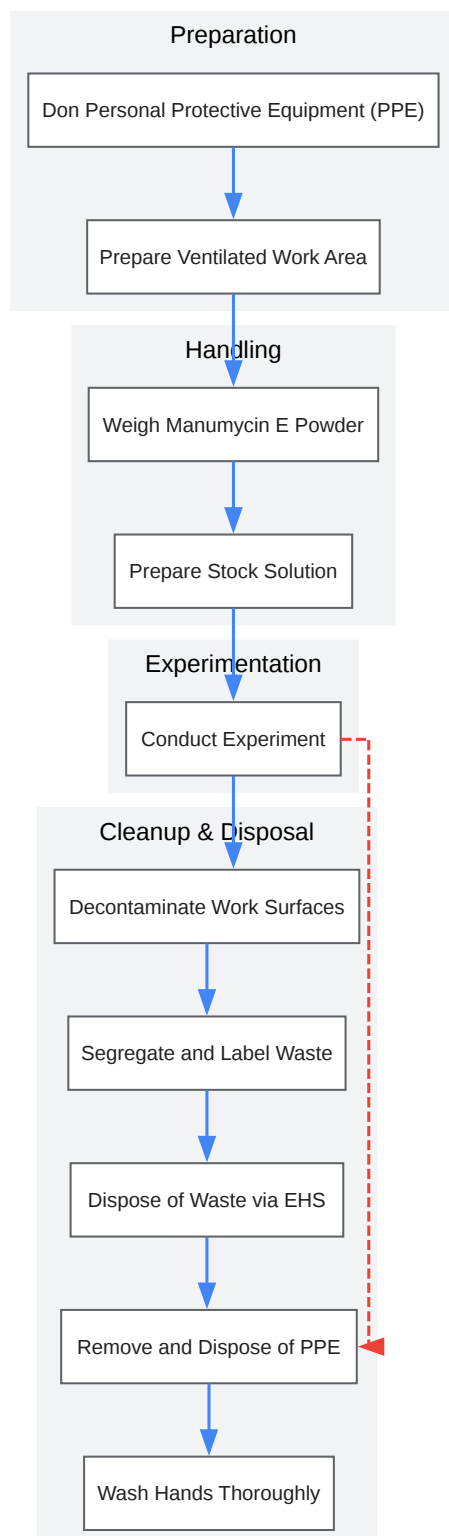 Preparation
Don Personal Protective Equipment (PPE)
Prepare Ventilated Work Area
Handling
Weigh Manumycin E Powder
Prepare Stock Solution
Experimentation
Conduct Experiment
Cleanup & Disposal
Decontaminate Work Surfaces
Segregate and Label Waste
Dispose of Waste via EHS
Remove and Dispose of PPE
Wash Hands Thoroughly